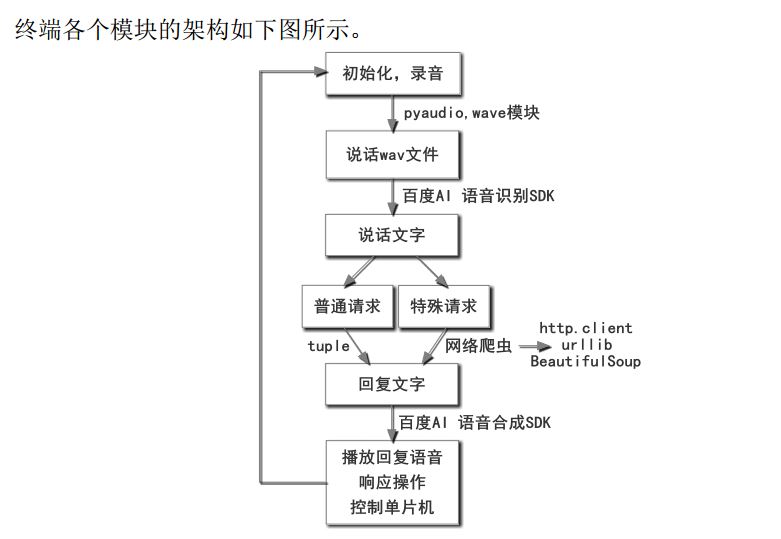 终端各个模块的架构如下图所示。
初始化，录音
pyaudio,wave模块
说话wav文件
百度AI 语音识别SDK
说话文字
普通请求
特殊请求
tuple
网络爬虫
http.client
urllib
BeautifulSoup
回复文字
百度AI 语音合成SDK
播放回复语音
响应操作
控制单片机